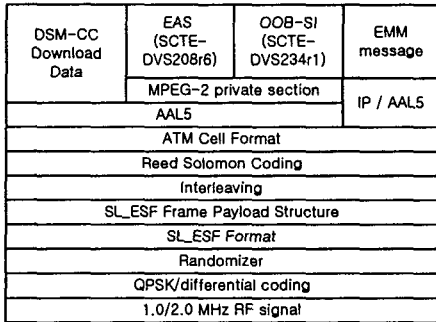 DSM-CC
Download
Data
EAS
(SCTE-
DVS208r6)
OOB-SI
(SCTE-
DVS234r1)
EMM
message
MPEG-2 private section
IP / AAL5
AAL5
ATM Cell Format
Reed Solomon Coding
Interleaving
SL_ESF Frame Payload Structure
SL_ESF Format
Randomizer
QPSK/differential coding
1.0/2.0 MHz RF signal